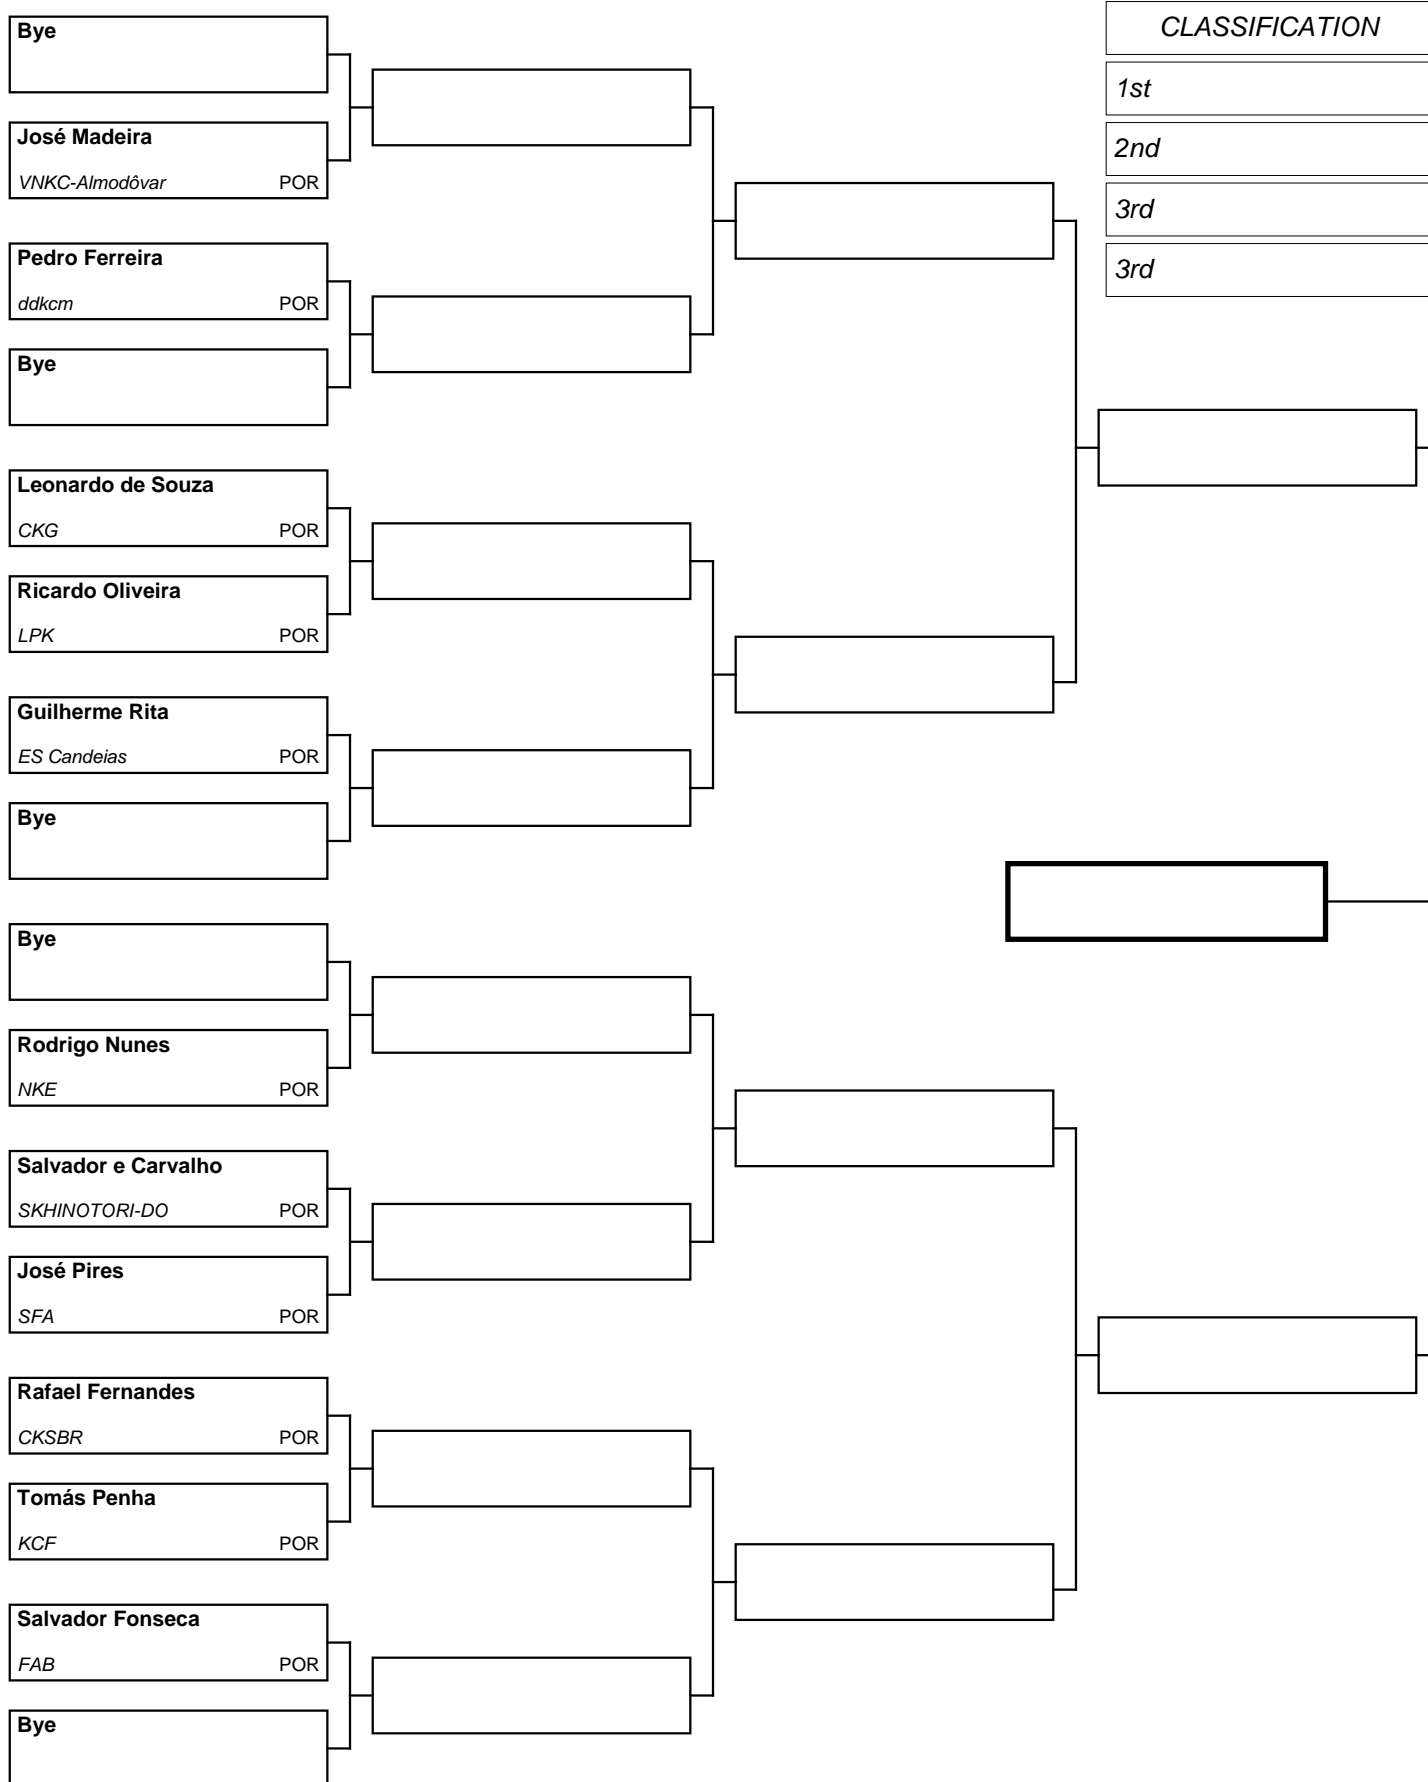 Bye
José Madeira
VNKC-Almodôvar POR
Pedro Ferreira
ddkcm POR
Bye
Leonardo de Souza
CKG POR
Ricardo Oliveira
LPK POR
Guilherme Rita
ES Candeias POR
Bye
Bye
Rodrigo Nunes
NKE POR
Salvador e Carvalho
SKHINOTORI-DO POR
José Pires
SFA POR
Rafael Fernandes
CKSBR POR
Tomás Penha
KCF POR
Salvador Fonseca
FAB POR
Bye
CLASSIFICATION
1st
2nd
3rd
3rd